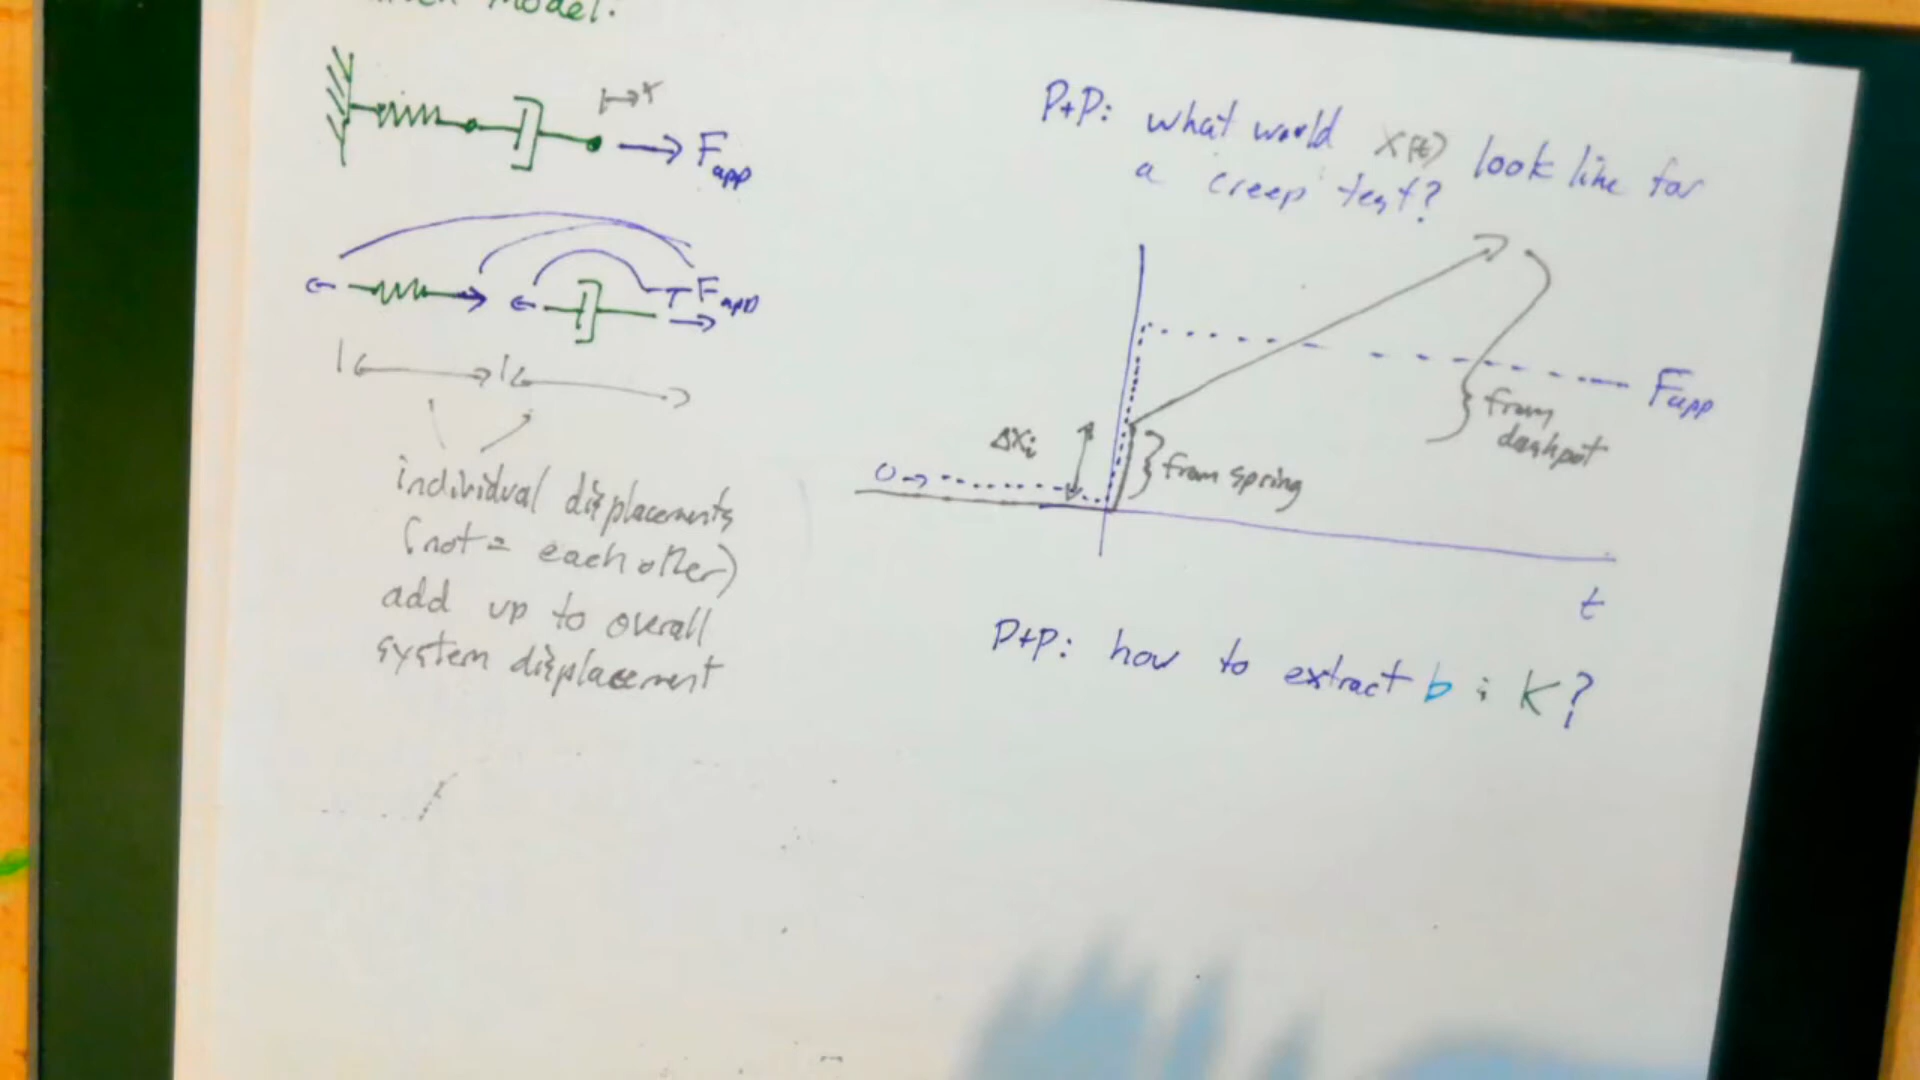 Model:
x
Fapp
Fapp
individual displacements
(not = each other)
add up to overall
system displacement
P+P: what would x(t) look like for
a creep test?
Fapp
from
dashpot
Δxi
from spring
0→
t
P+P: how to extract b & K?